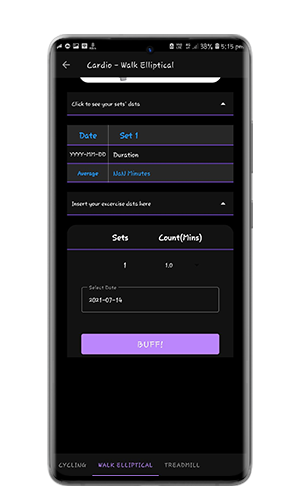 38% 5:15 pm
Cardio - Walk Elliptical
Click to see your sets' data
Date Set 1
YYYY-MM-DD Duration
Average NaN Minutes
Insert your excercise data here
Sets Count(Mins)
1 1.0
Select Date
2021-07-14
BUFF!
CYCLING WALK ELLIPTICAL TREADMILL